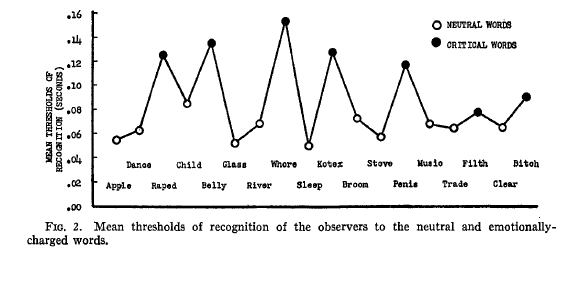 .16
.14
.12
.10
.08
.06
.04
.02
.00
MEAN THRESHOLDS OF
RECOGNITION (SECONDS)
NEUTRAL WORDS
CRITICAL WORDS
Dance Child Glass Whore Kotex Stove Music Filth Bitch
Apple Raped Belly River Sleep Broom Penis Trade Clear
FIG. 2. Mean thresholds of recognition of the observers to the neutral and emotionally-
charged words.